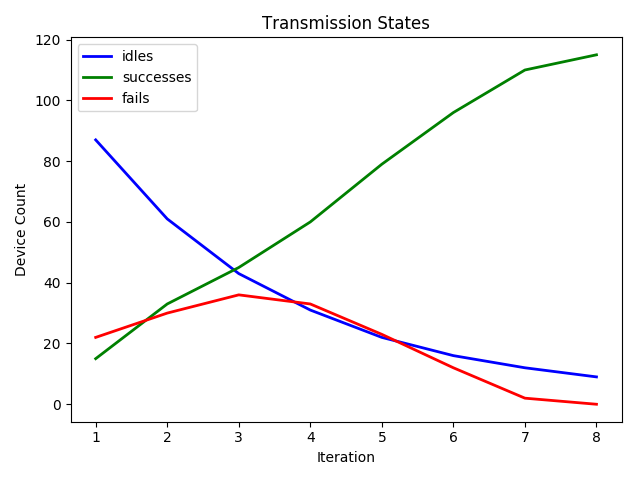 Transmission States
120
100
80
60
40
20
0
Device Count
idles
successes
fails
1 2 3 4 5 6 7 8
Iteration